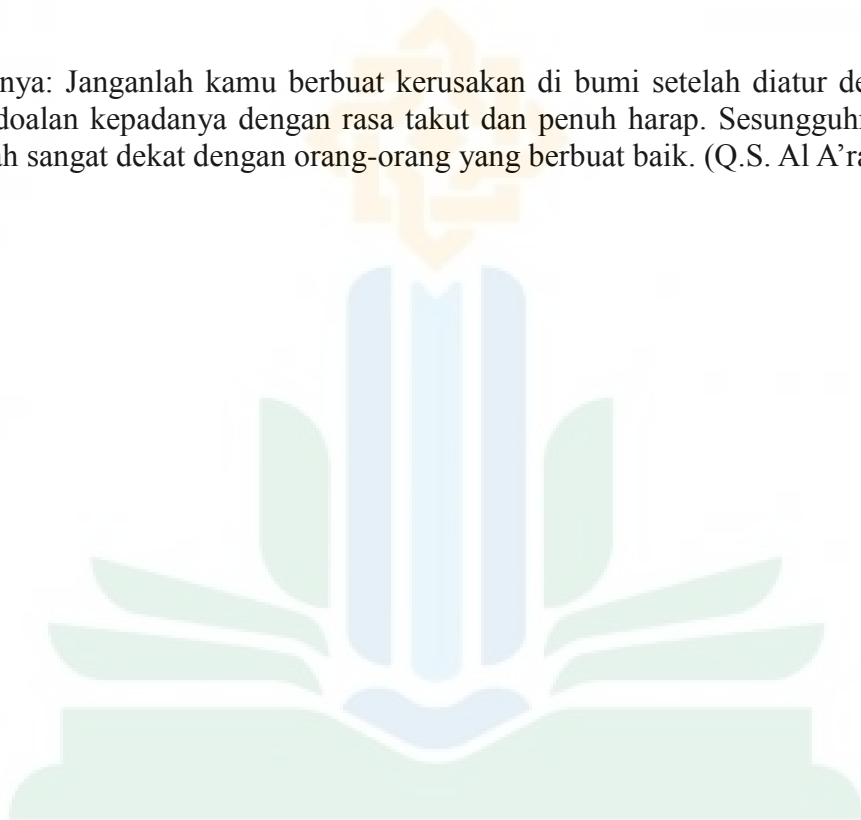 nya: Janganlah kamu berbuat kerusakan di bumi setelah diatur de
doalan kepadanya dengan rasa takut dan penuh harap. Sesungguh
ah sangat dekat dengan orang-orang yang berbuat baik. (Q.S. Al A’ra